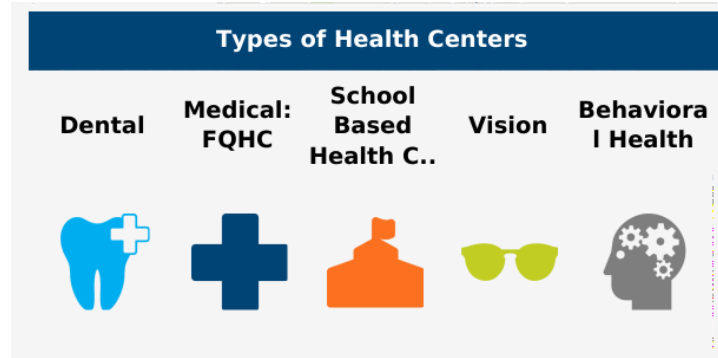 Types of Health Centers
Dental
Medical:
FQHC
School
Based
Health C..
Vision
Behaviora
l Health